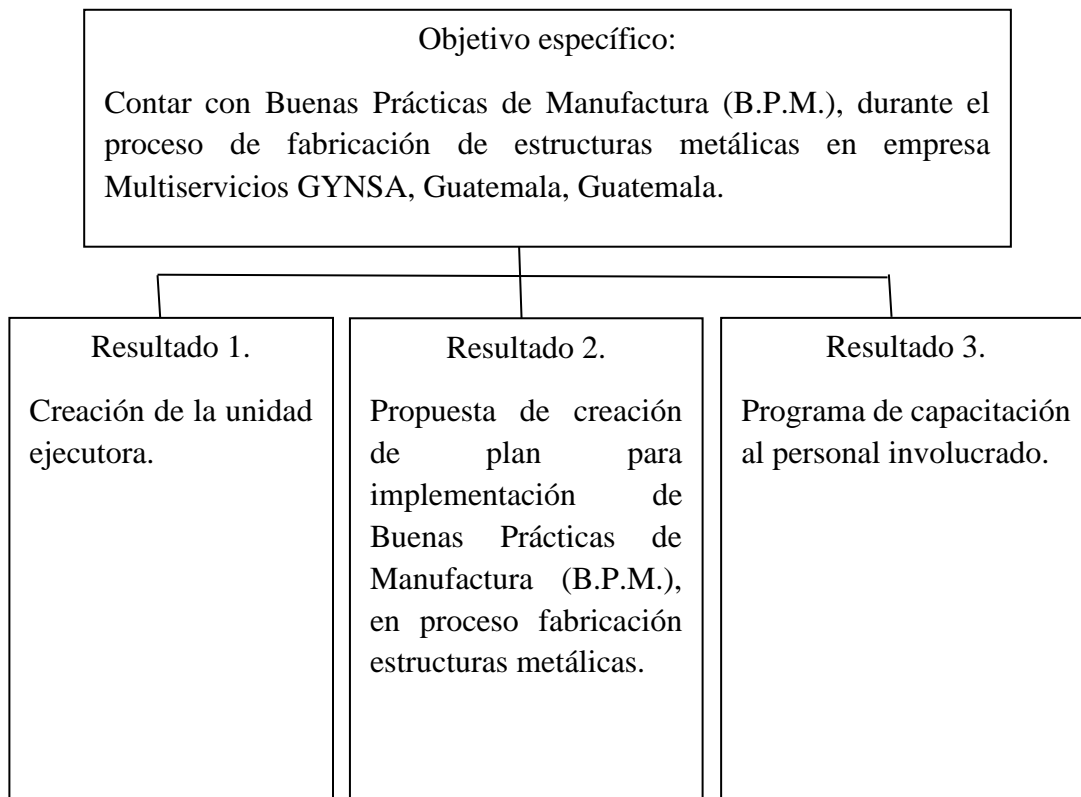 Objetivo específico:
Contar con Buenas Prácticas de Manufactura (B.P.M.), durante el
proceso de fabricación de estructuras metálicas en empresa
Multiservicios GYNSA, Guatemala, Guatemala.
Resultado 1.
Creación de la unidad
ejecutora.
Resultado 2.
Propuesta de creación
de plan para
implementación de
Buenas Prácticas de
Manufactura (B.P.M.),
en proceso fabricación
estructuras metálicas.
Resultado 3.
Programa de capacitación
al personal involucrado.